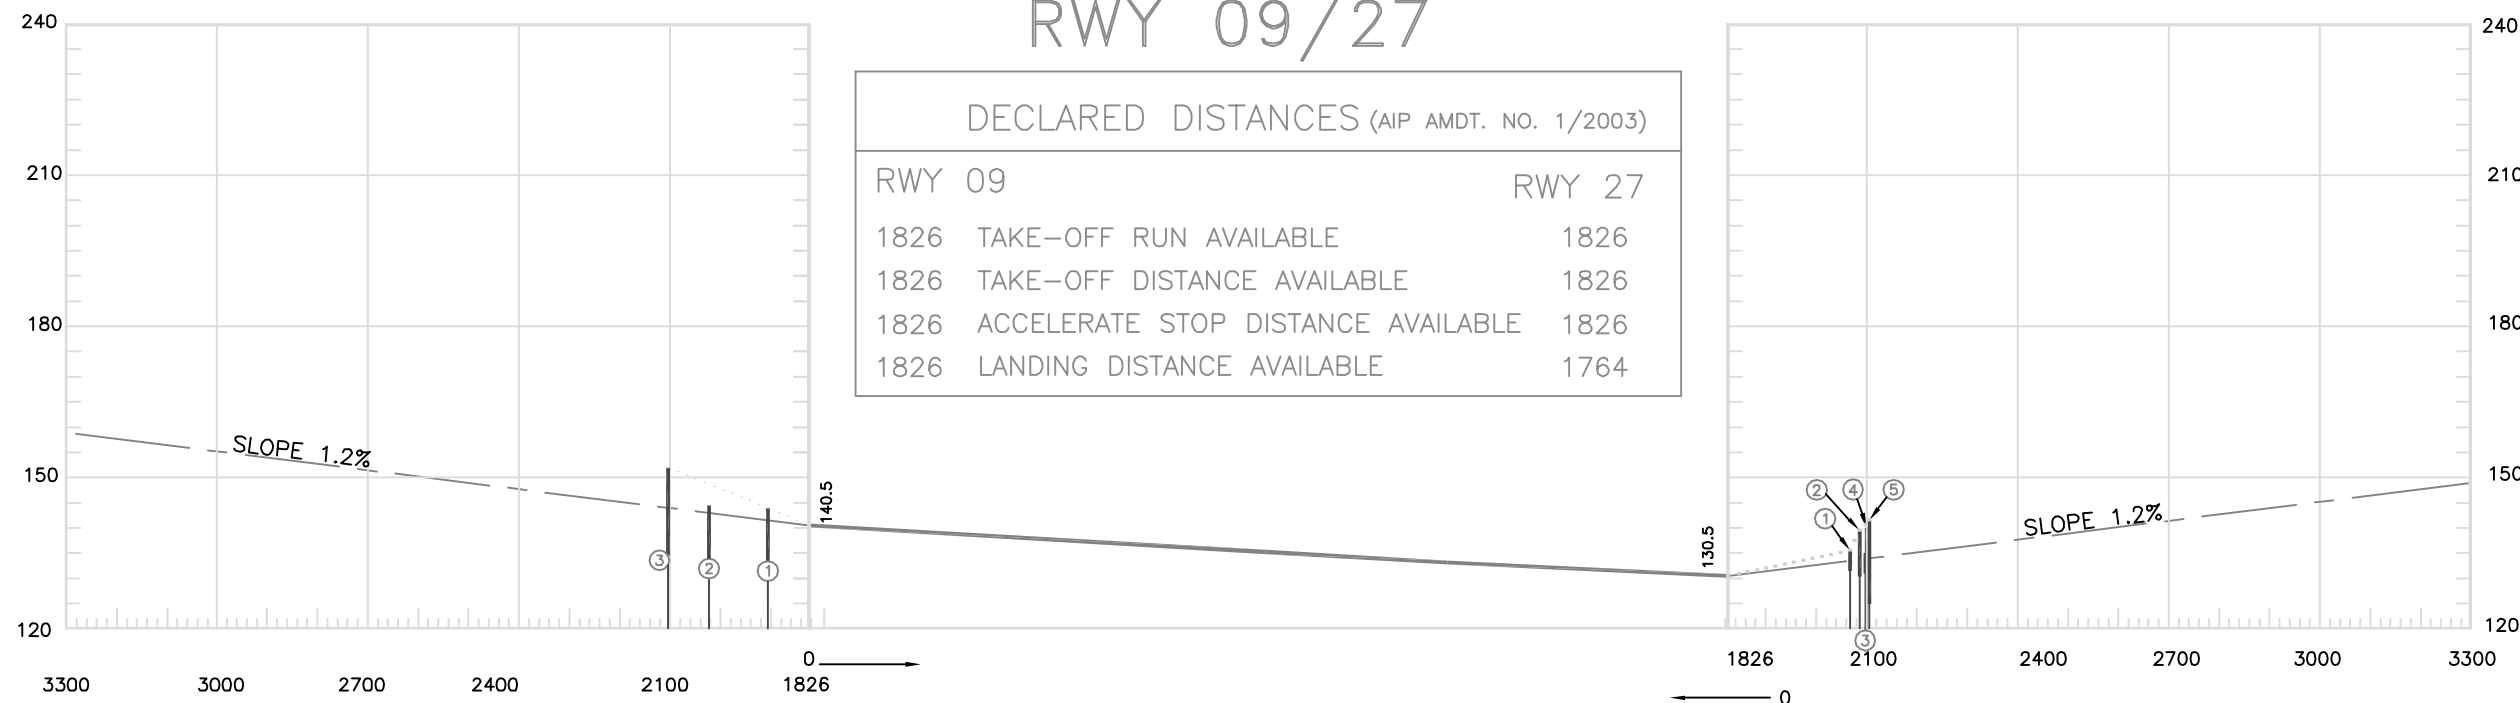 RWY 09/27
240
210
180
150
120
DECLARED DISTANCES (AIP AMDT. NO. 1/2003)
RWY 09 RWY 27
1826 TAKE-OFF RUN AVAILABLE 1826
1826 TAKE-OFF DISTANCE AVAILABLE 1826
1826 ACCELERATE STOP DISTANCE AVAILABLE 1826
1826 LANDING DISTANCE AVAILABLE 1764
240
210
180
150
120
SLOPE 1.2%
3
2
1
140.5
130.5
2
4
5
1
3
SLOPE 1.2%
0
1826 2100 2400 2700 3000 3300
3300 3000 2700 2400 2100 1826
0